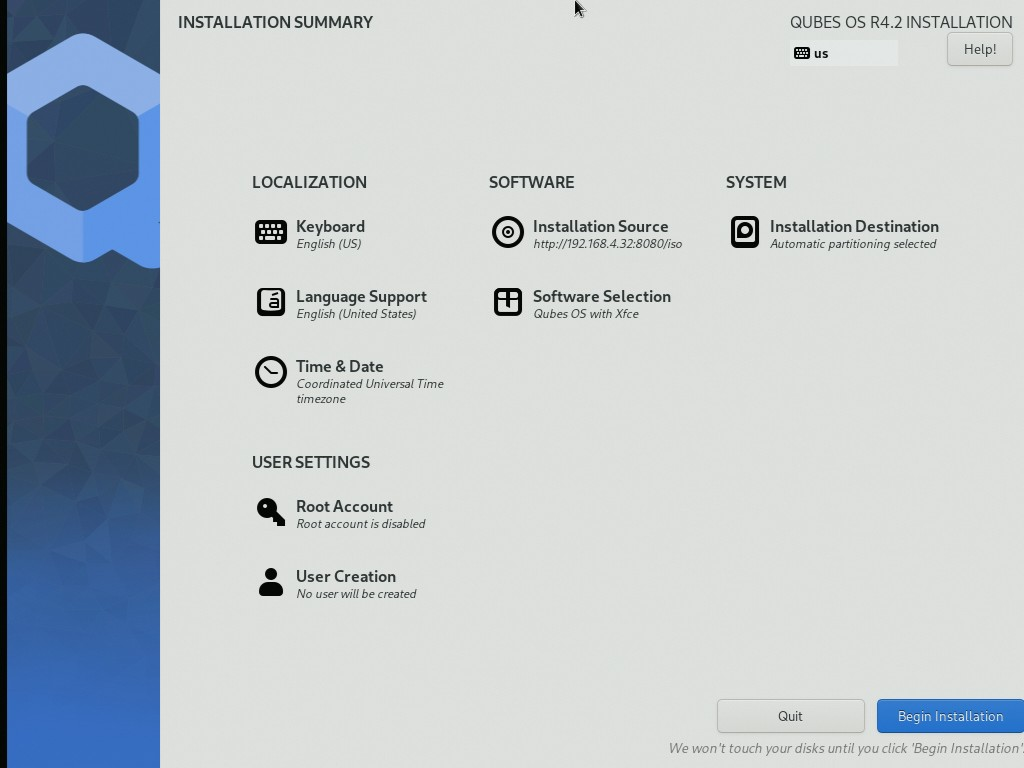 INSTALLATION SUMMARY
QUBES OS R4.2 INSTALLATION
us
Help!
LOCALIZATION
Keyboard
English (US)
Language Support
English (United States)
Time & Date
Coordinated Universal Time
timezone
SOFTWARE
Installation Source
http://192.168.4.32:8080/iso
Software Selection
Qubes OS with Xfce
SYSTEM
Installation Destination
Automatic partitioning selected
USER SETTINGS
Root Account
Root account is disabled
User Creation
No user will be created
Quit
Begin Installation
We won't touch your disks until you click 'Begin Installation'.